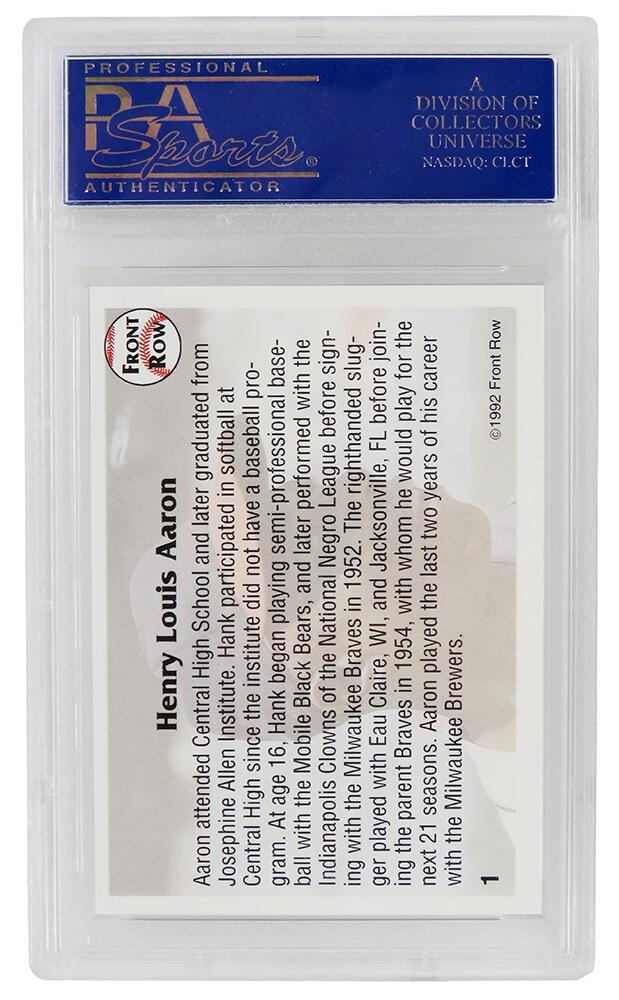 PROFESSIONAL
PSA
Sports®
AUTHENTICATOR
A
DIVISION OF
COLLECTORS
UNIVERSE
NASDAQ: CLCT
FRONT
ROW
Henry Louis Aaron
Aaron attended Central High School and later graduated from
Josephine Allen Institute. Hank participated in softball at
Central High since the institute did not have a baseball pro-
gram. At age 16, Hank began playing semi-professional base-
ball with the Mobile Black Bears, and later performed with the
Indianapolis Clowns of the National Negro League before sign-
ing with the Milwaukee Braves in 1952. The righthanded slug-
ger played with Eau Claire, WI, and Jacksonville, FL before join-
ing the parent Braves in 1954, with whom he would play for the
next 21 seasons. Aaron played the last two years of his career
with the Milwaukee Brewers.
1
©1992 Front Row